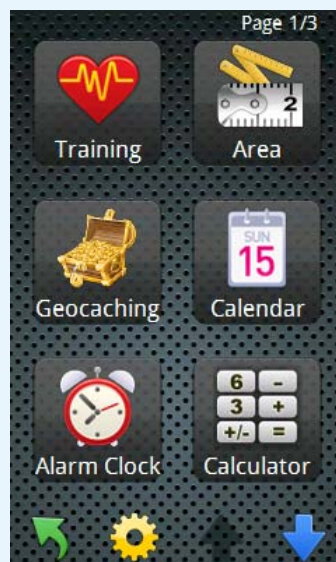 Page 1/3
2
Training
Area
SUN
15
Geocaching
Calendar
6 -
3 +
+/- =
Alarm Clock
Calculator